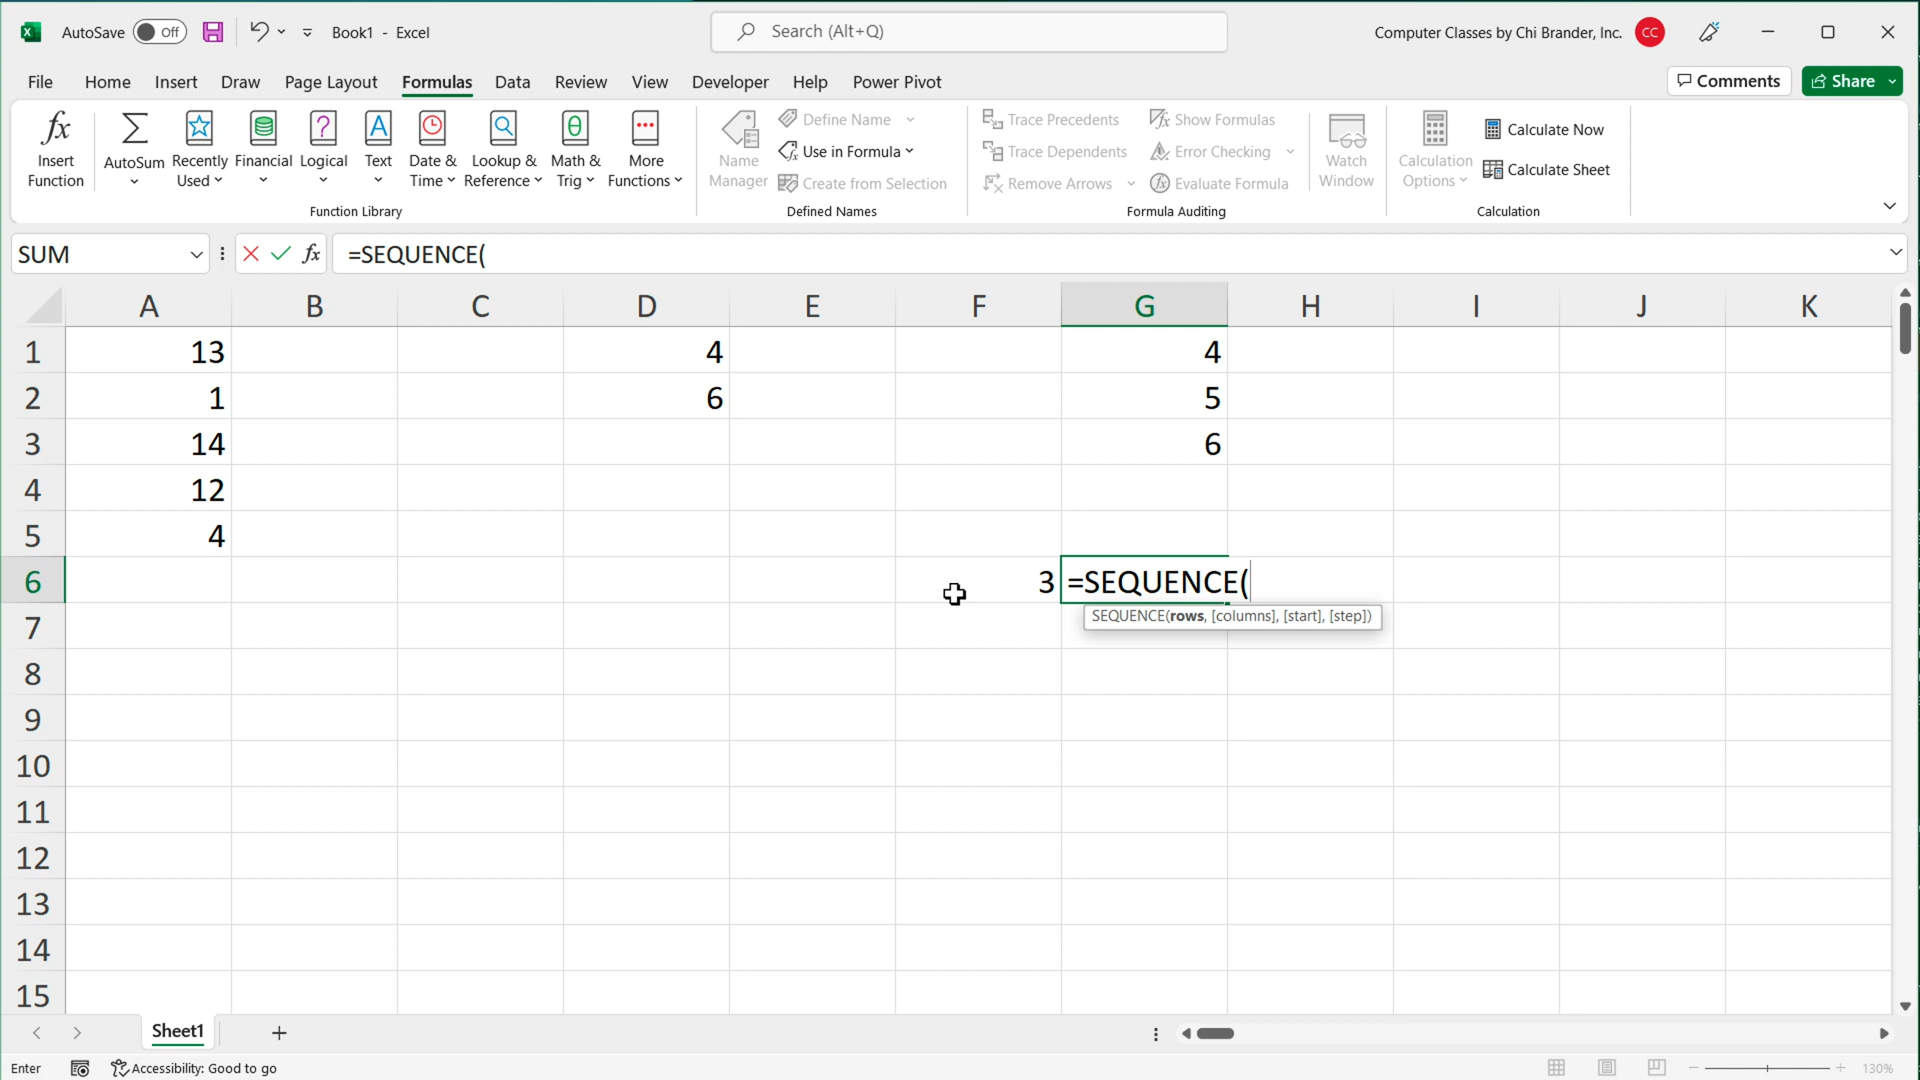 AutoSave Off Book1 - Excel Search (Alt+Q) Computer Classes by Chi Brander, Inc. CC
File Home Insert Draw Page Layout Formulas Data Review View Developer Help Power Pivot Comments Share
Insert Function
AutoSum
Recently Used
Financial
Logical
Text
Date & Time
Lookup & Reference
Math & Trig
More Functions
Function Library
Name Manager
Define Name
Use in Formula
Create from Selection
Defined Names
Trace Precedents
Trace Dependents
Remove Arrows
Show Formulas
Error Checking
Evaluate Formula
Formula Auditing
Watch Window
Calculation Options
Calculate Now
Calculate Sheet
Calculation
SUM fx =SEQUENCE(
A B C D E F G H I J K
1 13 4 4
2 1 6 5
3 14 6
4 12
5 4
6 3 =SEQUENCE(
SEQUENCE(rows, [columns], [start], [step])
7
8
9
10
11
12
13
14
15
Sheet1
Enter Accessibility: Good to go 130%